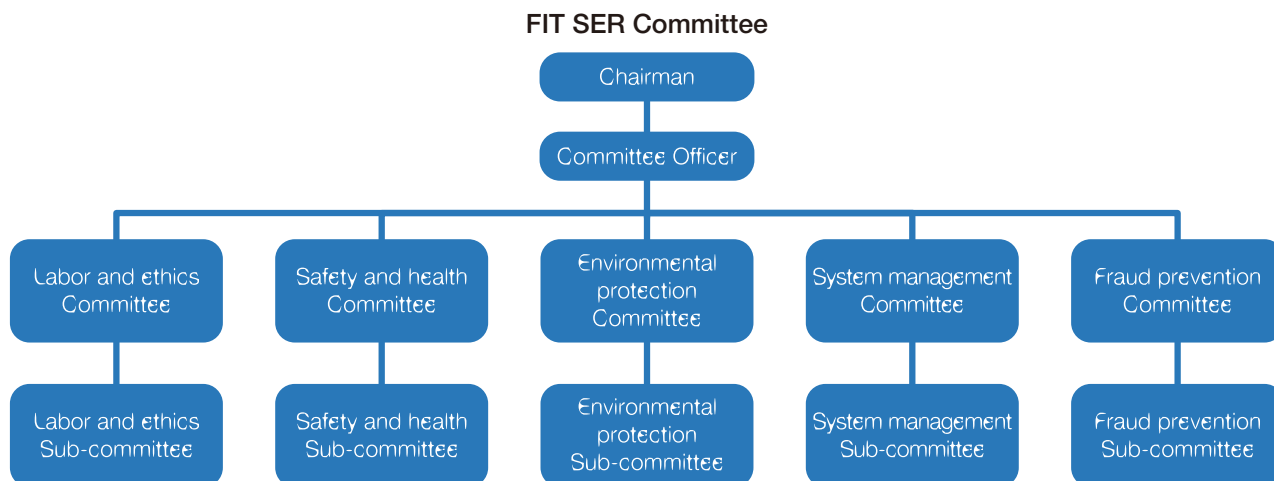 FIT SER Committee
Chairman
Committee Officer
Labor and ethics
Committee
Safety and health
Committee
Environmental
protection
Committee
System management
Committee
Fraud prevention
Committee
Labor and ethics
Sub-committee
Safety and health
Sub-committee
Environmental
protection
Sub-committee
System management
Sub-committee
Fraud prevention
Sub-committee